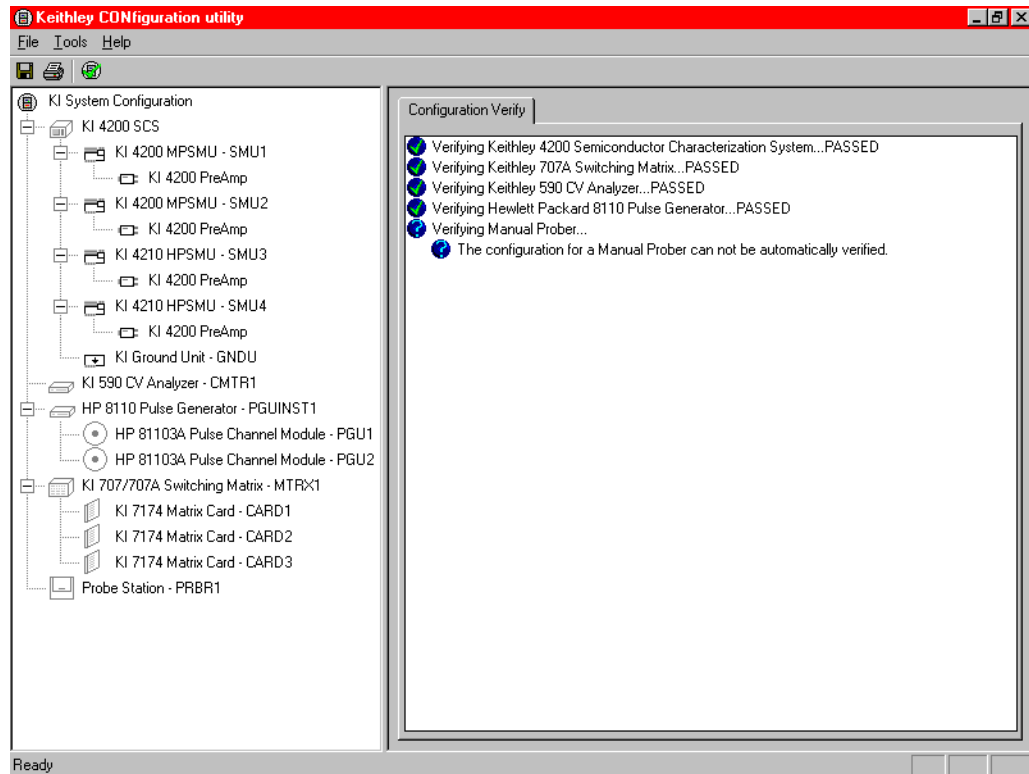 Keithley CONfiguration utility
File Tools Help
KI System Configuration
KI 4200 SCS
KI 4200 MPSMU - SMU1
KI 4200 PreAmp
KI 4200 MPSMU - SMU2
KI 4200 PreAmp
KI 4210 HPSMU - SMU3
KI 4200 PreAmp
KI 4210 HPSMU - SMU4
KI 4200 PreAmp
KI Ground Unit - GNDU
KI 590 CV Analyzer - CMTR1
HP 8110 Pulse Generator - PGUINST1
HP 81103A Pulse Channel Module - PGU1
HP 81103A Pulse Channel Module - PGU2
KI 707/707A Switching Matrix - MTRX1
KI 7174 Matrix Card - CARD1
KI 7174 Matrix Card - CARD2
KI 7174 Matrix Card - CARD3
Probe Station - PRBR1
Configuration Verify
Verifying Keithley 4200 Semiconductor Characterization System...PASSED
Verifying Keithley 707A Switching Matrix...PASSED
Verifying Keithley 590 CV Analyzer...PASSED
Verifying Hewlett Packard 8110 Pulse Generator...PASSED
Verifying Manual Prober...
The configuration for a Manual Prober can not be automatically verified.
Ready